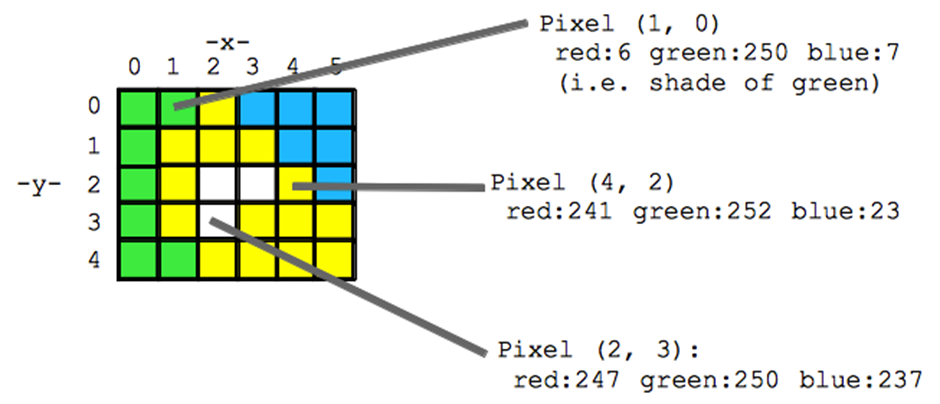 -x-
0 1 2 3 4 5
0
1
-y- 2
3
4
Pixel (1, 0)
red:6 green:250 blue:7
(i.e. shade of green)
Pixel (4, 2)
red:241 green:252 blue:23
Pixel (2, 3):
red:247 green:250 blue:237